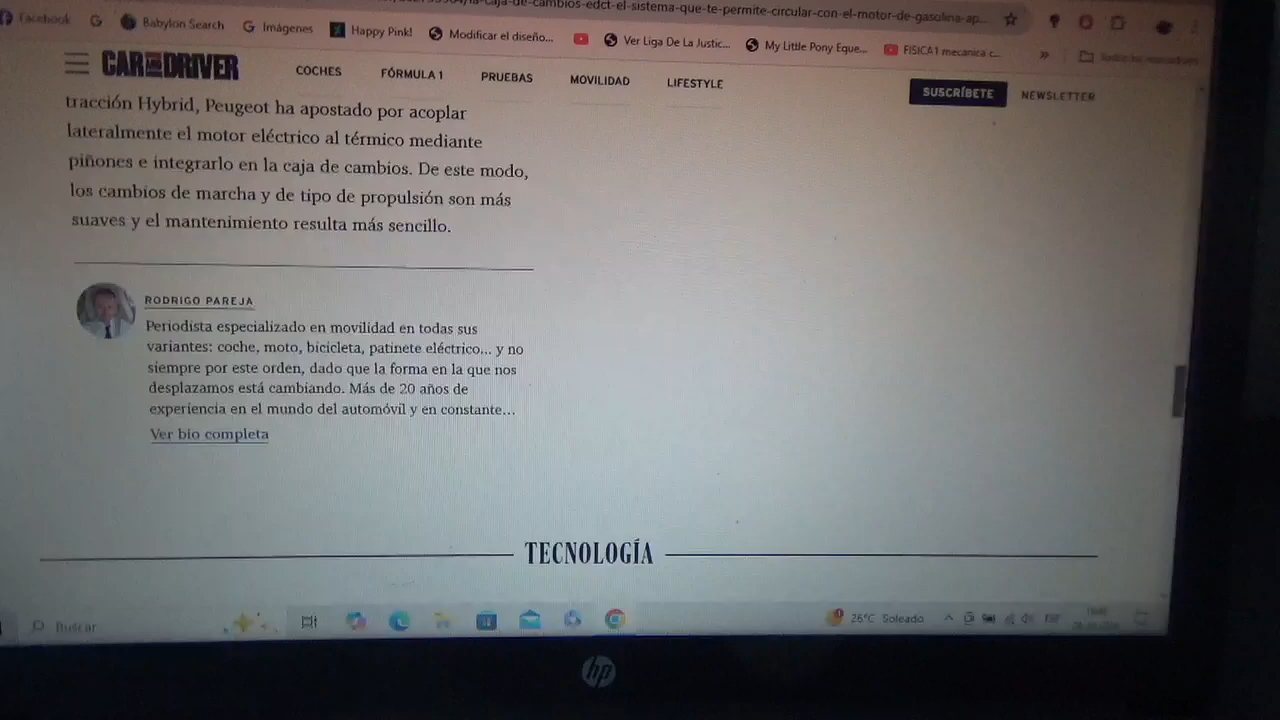 -de-cambios-edct-el-sistema-que-te-permite-circular-con-el-motor-de-gasolina-ap...
Facebook
Babylon Search
Imágenes
Happy Pink!
Modificar el diseño...
Ver Liga De La Justic...
My Little Pony Eque...
FISICA1 mecanica c...
»
CAR AND DRIVER
COCHES
FÓRMULA 1
PRUEBAS
MOVILIDAD
LIFESTYLE
SUSCRÍBETE
NEWSLETTER
tracción Hybrid, Peugeot ha apostado por acoplar
lateralmente el motor eléctrico al térmico mediante
piñones e integrarlo en la caja de cambios. De este modo,
los cambios de marcha y de tipo de propulsión son más
suaves y el mantenimiento resulta más sencillo.
RODRIGO PAREJA
Periodista especializado en movilidad en todas sus
variantes: coche, moto, bicicleta, patinete eléctrico... y no
siempre por este orden, dado que la forma en la que nos
desplazamos está cambiando. Más de 20 años de
experiencia en el mundo del automóvil y en constante...
Ver bio completa
TECNOLOGÍA
Buscar
26°C Soleado
hp